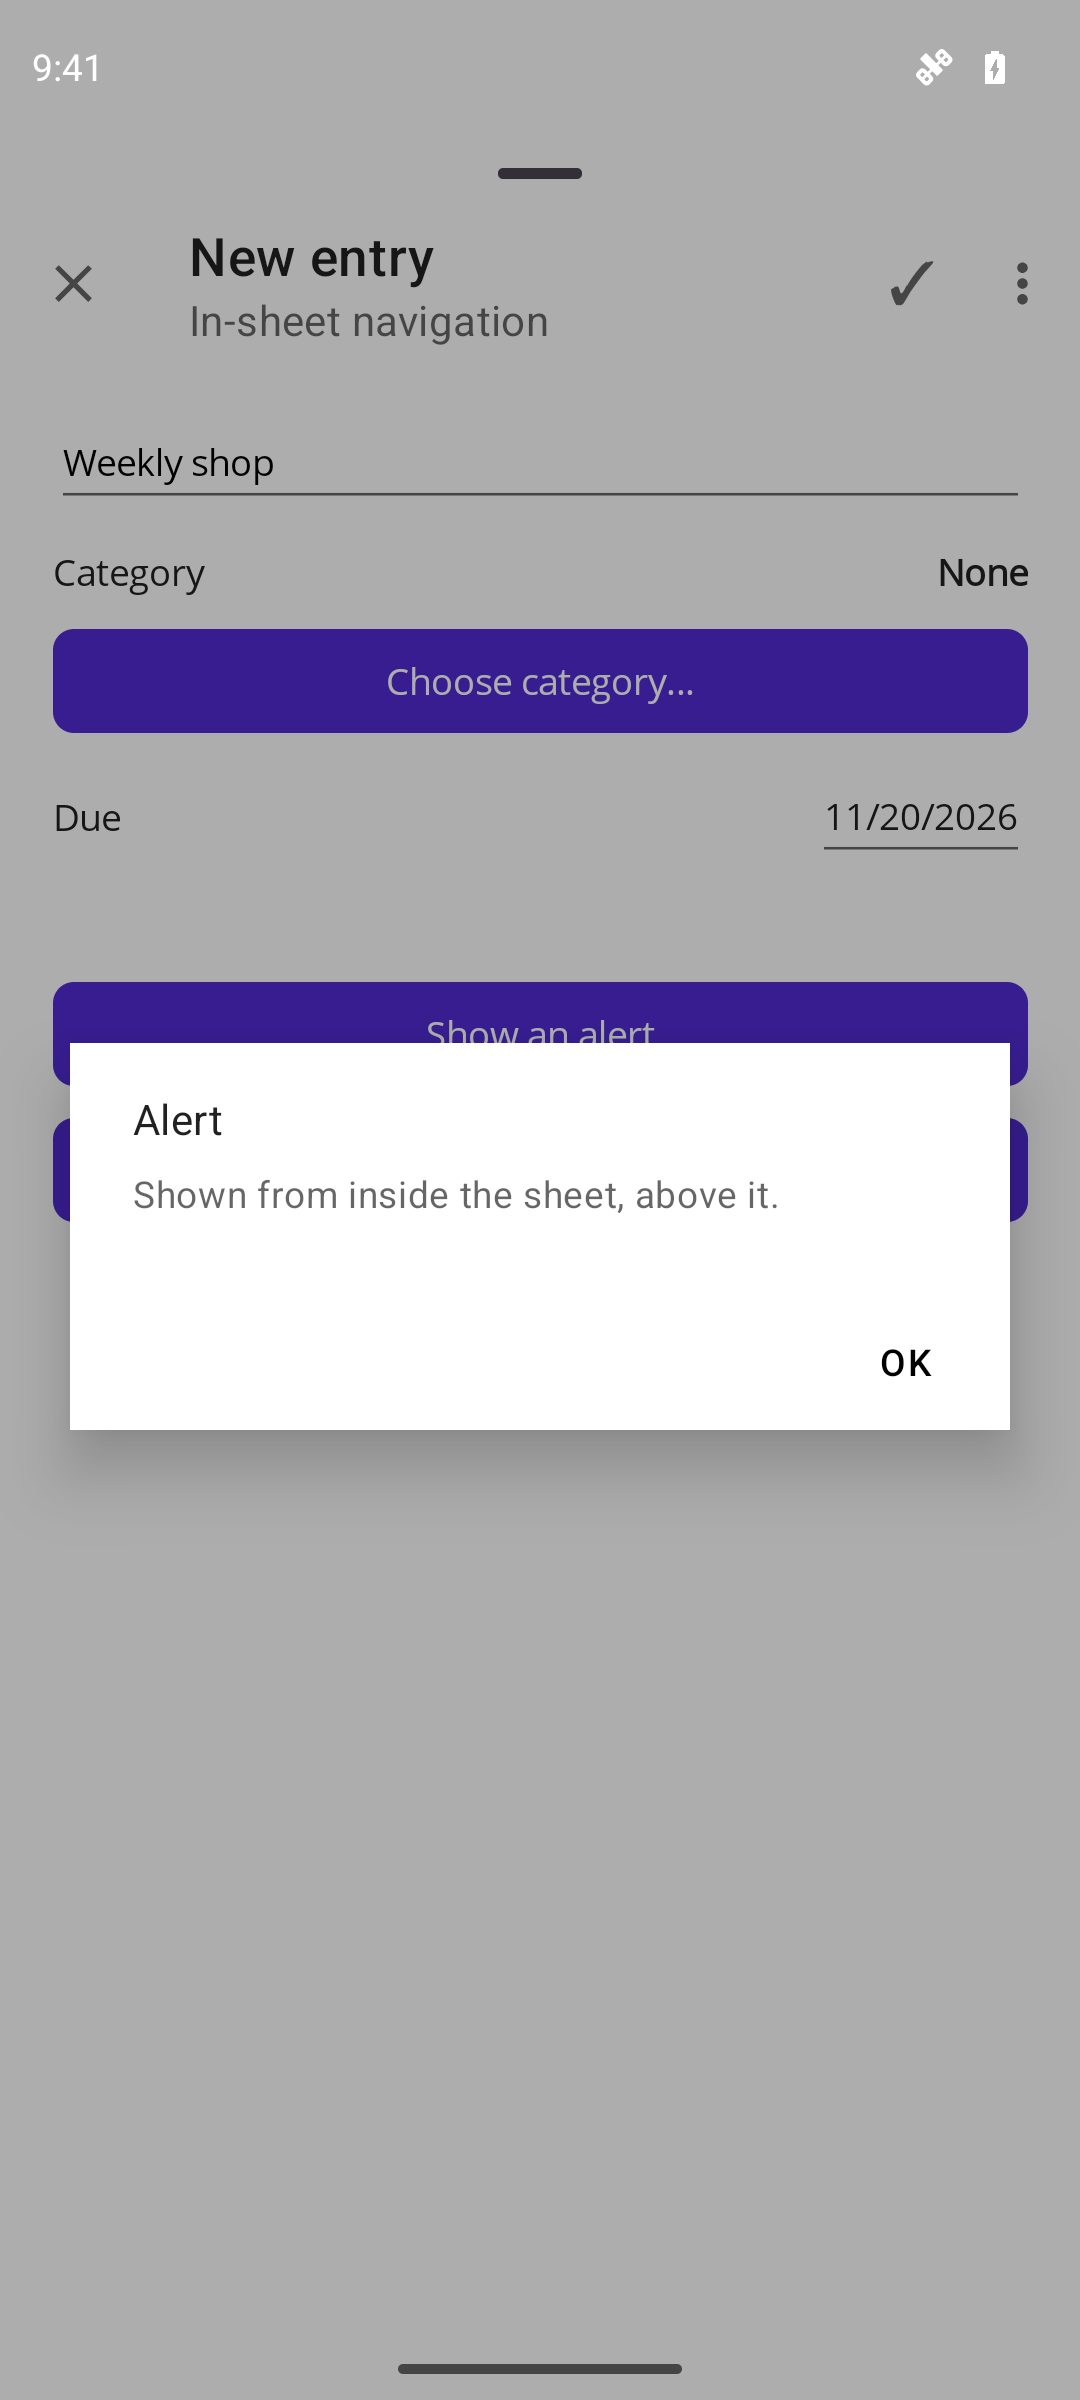 9:41
New entry
In-sheet navigation
Weekly shop
Category
None
Choose category...
Due
11/20/2026
Show an alert
Alert
Shown from inside the sheet, above it.
OK